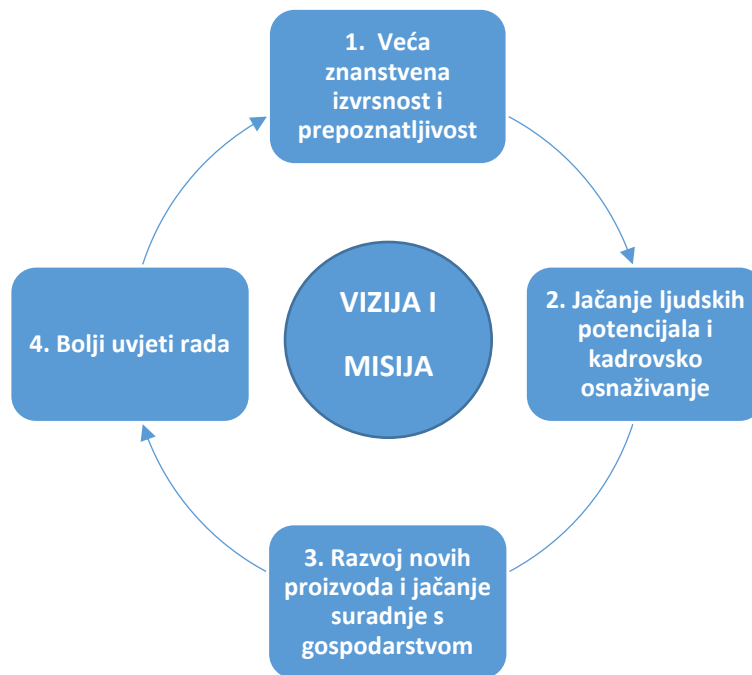 1. Veća
znanstvena
izvrsnost i
prepoznatljivost
VIZIJA I
MISIJA
2. Jačanje ljudskih
potencijala i
kadrovsko
osnaživanje
4. Bolji uvjeti rada
3. Razvoj novih
proizvoda i jačanje
suradnje s
gospodarstvom